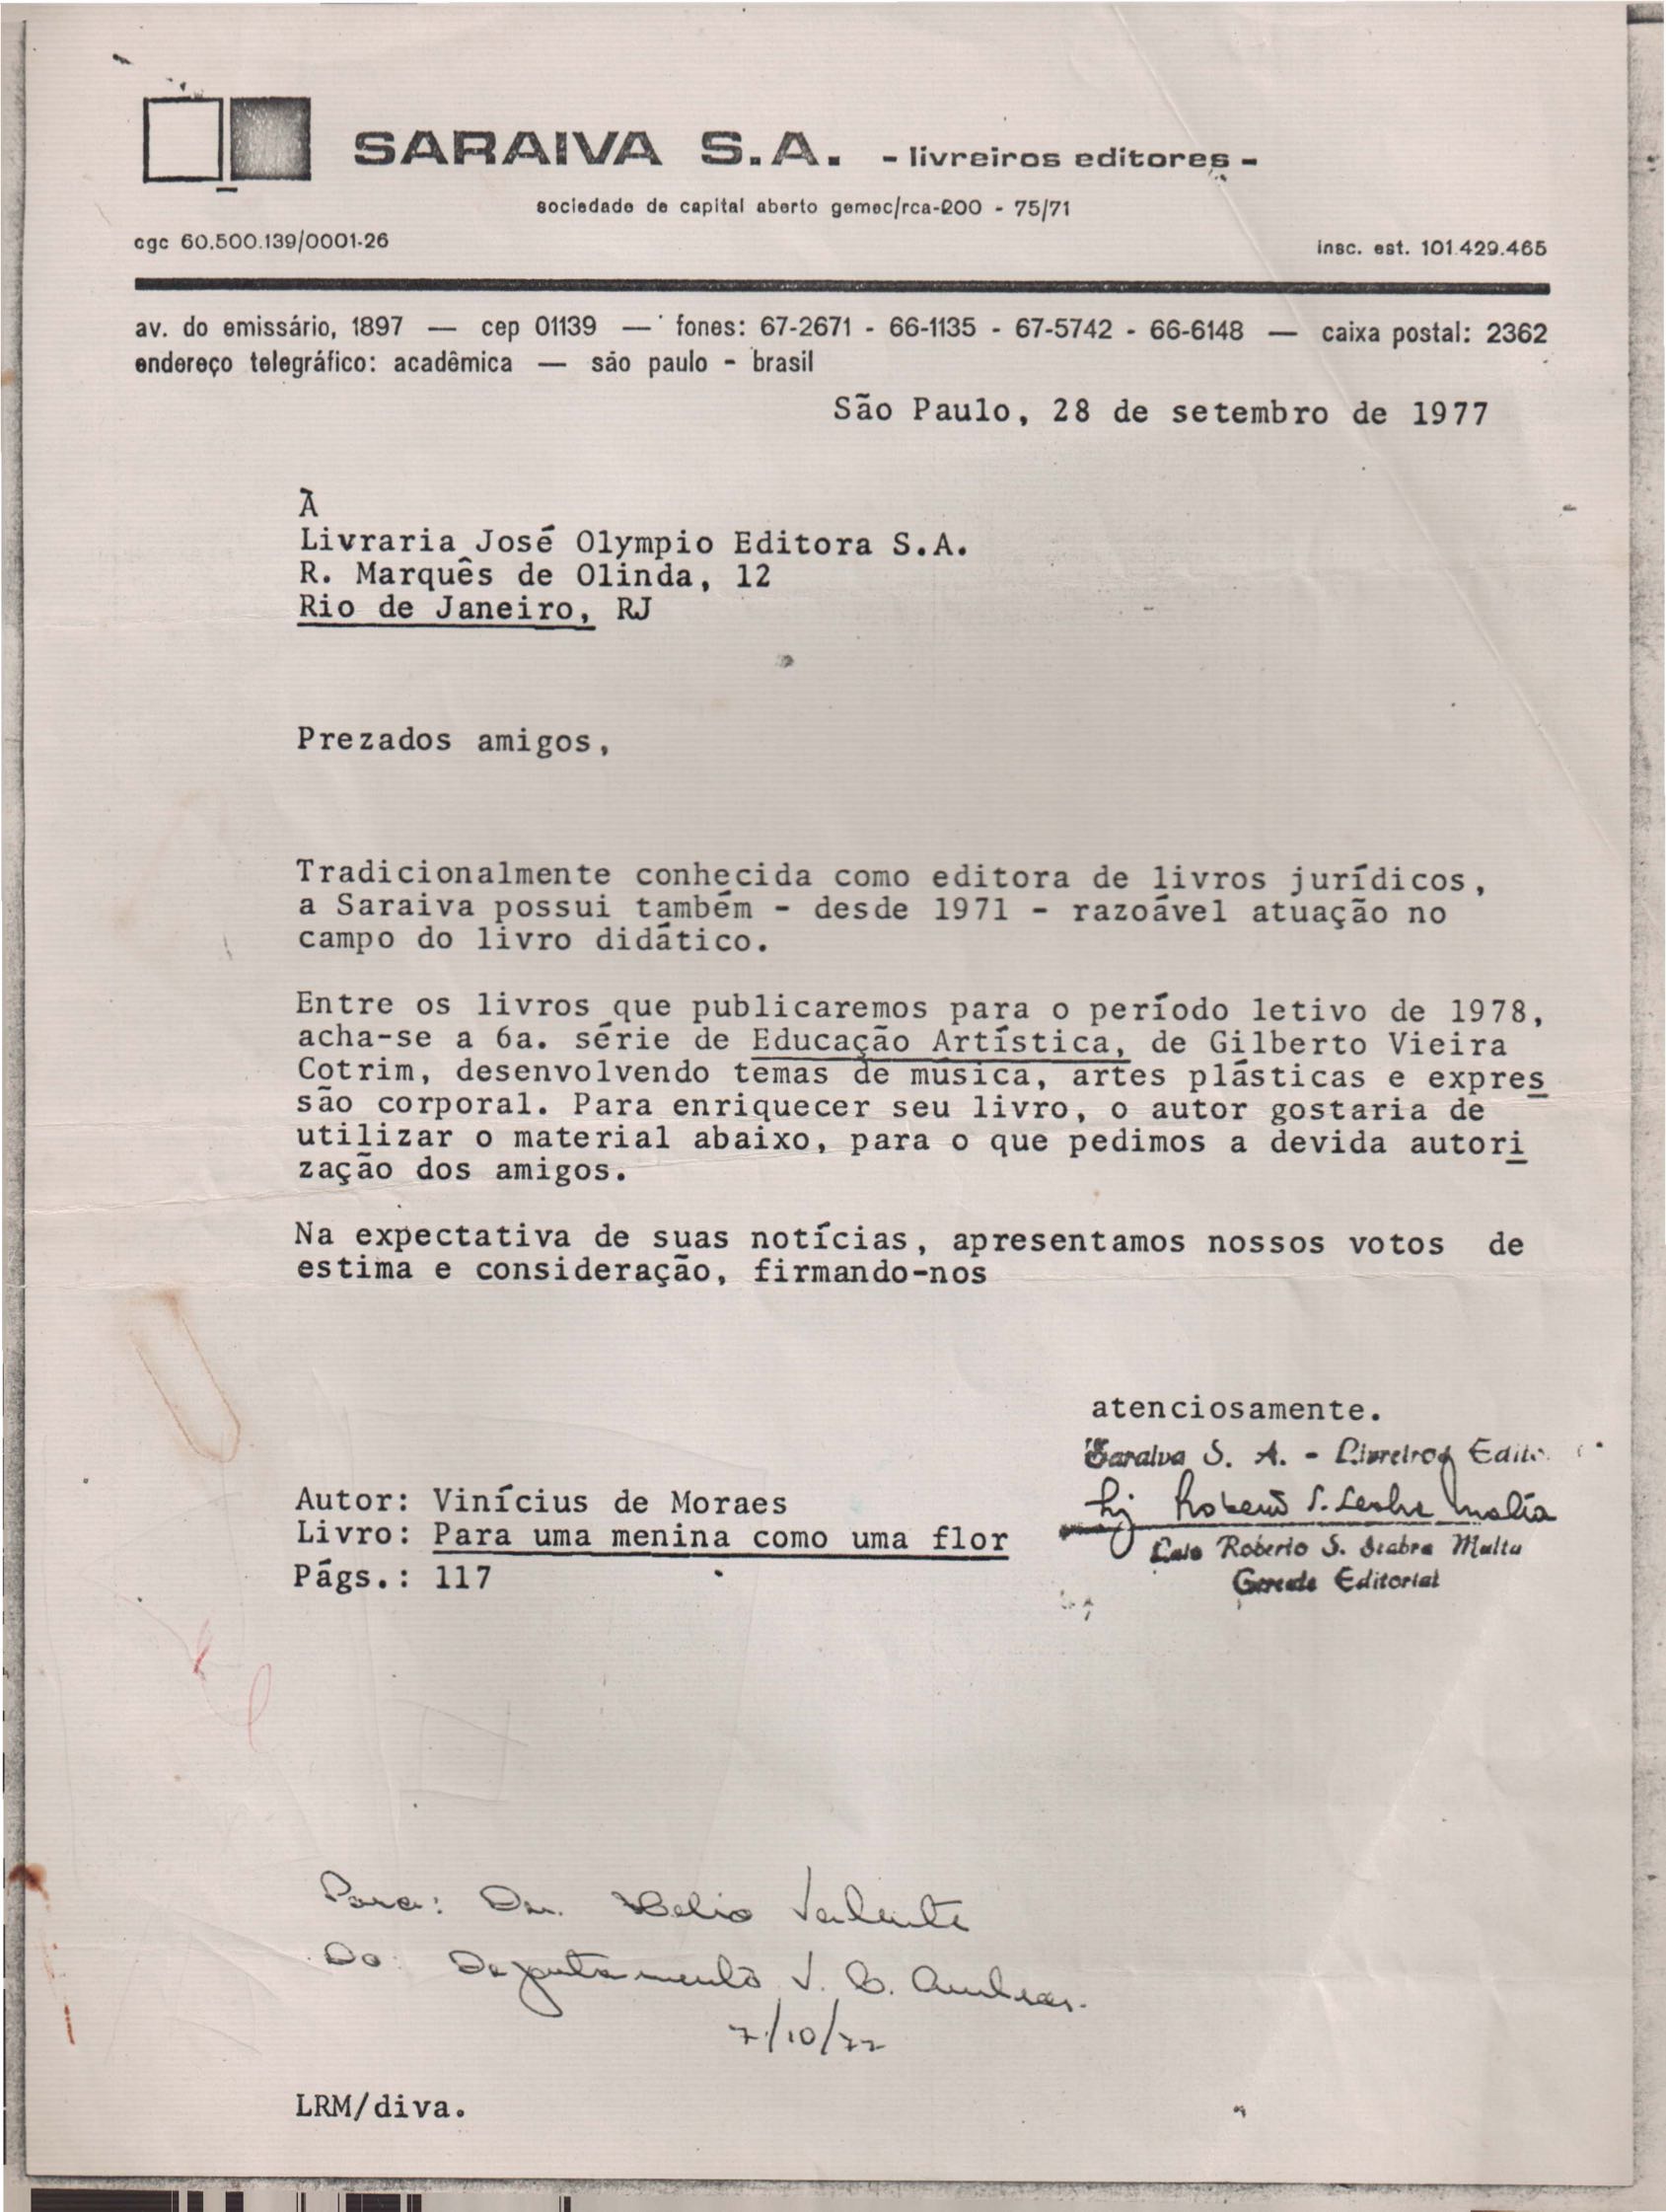 SARAIVA S.A. - livreiros editores -
sociedade de capital aberto gemec/rca-200 - 75/71
cgc 60.500.139/0001-26
insc. est. 101.429.465
av. do emissário, 1897 — cep 01139 — fones: 67-2671 - 66-1135 - 67-5742 - 66-6148 — caixa postal: 2362
endereço telegráfico: acadêmica — são paulo - brasil
São Paulo, 28 de setembro de 1977
À
Livraria José Olympio Editora S.A.
R. Marquês de Olinda, 12
Rio de Janeiro, RJ
Prezados amigos,
Tradicionalmente conhecida como editora de livros jurídicos,
a Saraiva possui também - desde 1971 - razoável atuação no
campo do livro didático.
Entre os livros que publicaremos para o período letivo de 1978,
acha-se a 6a. série de Educação Artística, de Gilberto Vieira
Cotrim, desenvolvendo temas de música, artes plásticas e expres
são corporal. Para enriquecer seu livro, o autor gostaria de
utilizar o material abaixo, para o que pedimos a devida autori
zação dos amigos.
Na expectativa de suas notícias, apresentamos nossos votos de
estima e consideração, firmando-nos
atenciosamente.
Saraiva S. A. - Livreiros
Roberto S.
Roberto S. Seabra Malta
Gerente Editorial
Autor: Vinícius de Moraes
Livro: Para uma menina como uma flor
Págs.: 117
Para: Dr. Helio Valente
Do: Departamento J. B.
7/10/77
LRM/diva.